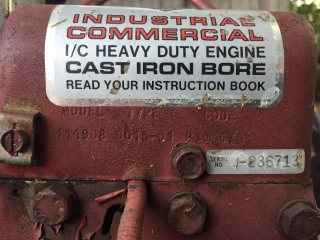 INDUSTRIAL
COMMERCIAL
I/C HEAVY DUTY ENGINE
CAST IRON BORE
READ YOUR INSTRUCTION BOOK
MODEL TYPE CODE
SERIAL NO. J-236713